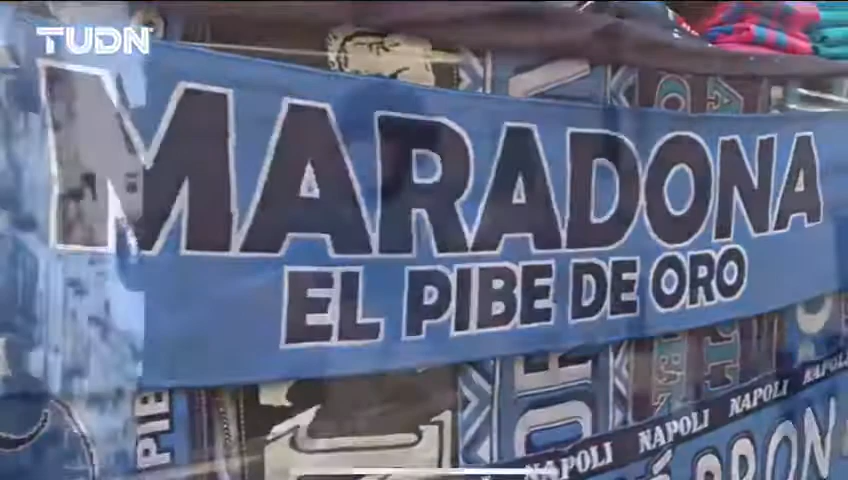 TUDN
MARADONA
EL PIBE DE ORO
NAPOLI NAPOLI NAPOLI NAPOLI